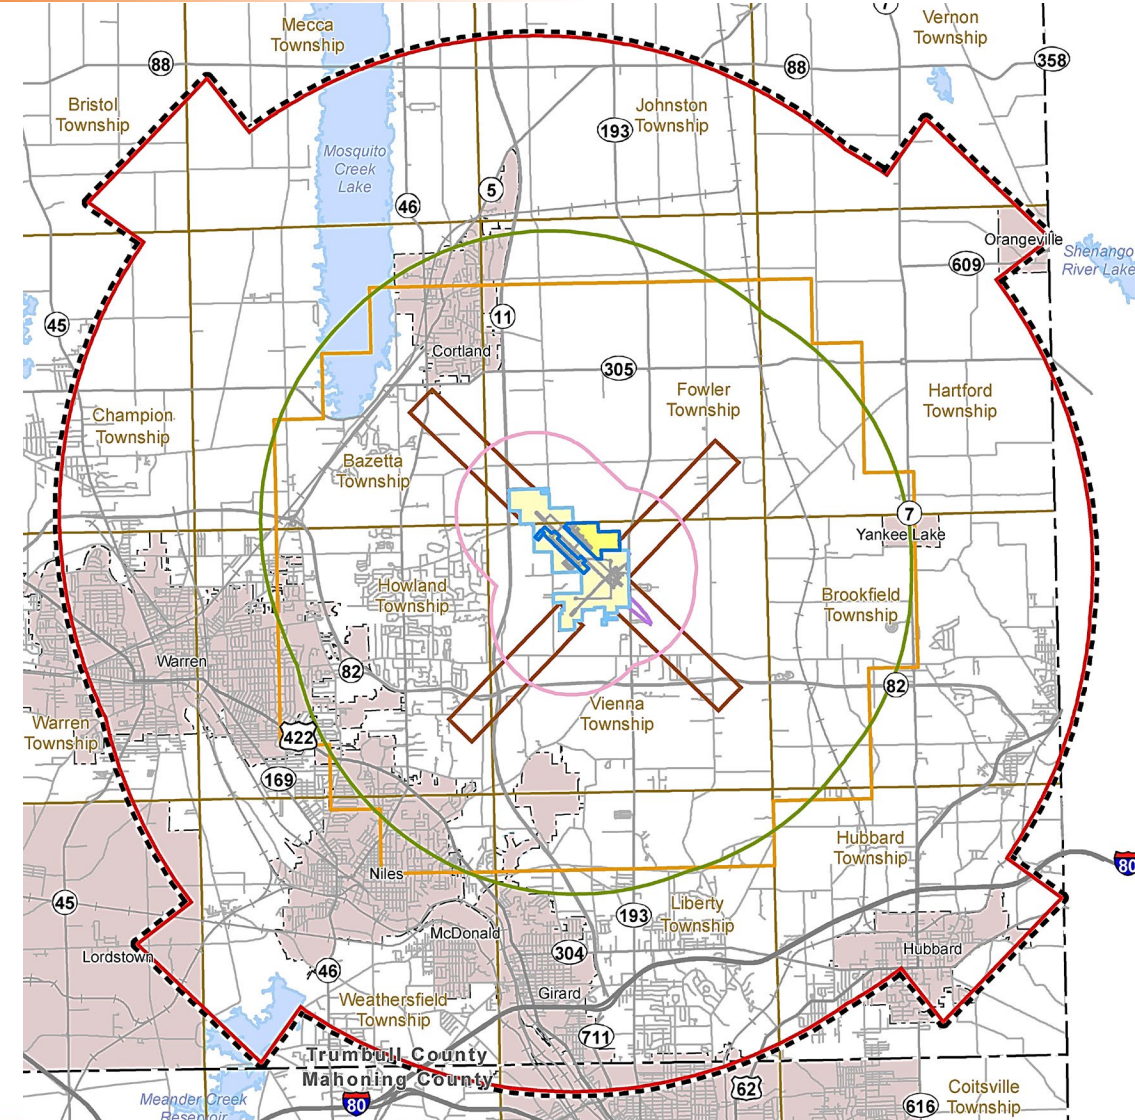 7
Vernon
Township
Mecca
Township
88
88
358
Bristol
Township
Johnston
Township
193
Mosquito
Creek
Lake
5
46
Orangeville
Shenango
River Lake
609
45
11
Cortland
305
Fowler
Township
Hartford
Township
Champion
Township
Bazetta
Township
7
Yankee Lake
Howland
Township
Brookfield
Township
Warren
82
82
Vienna
Township
Warren
Township
422
169
Hubbard
Township
80
Niles
45
193
Liberty
Township
McDonald
304
Hubbard
Lordstown
46
Girard
Weathersfield
Township
711
Trumbull County
Mahoning County
62
80
Meander Creek
Reservoir
616
Coitsville
Township